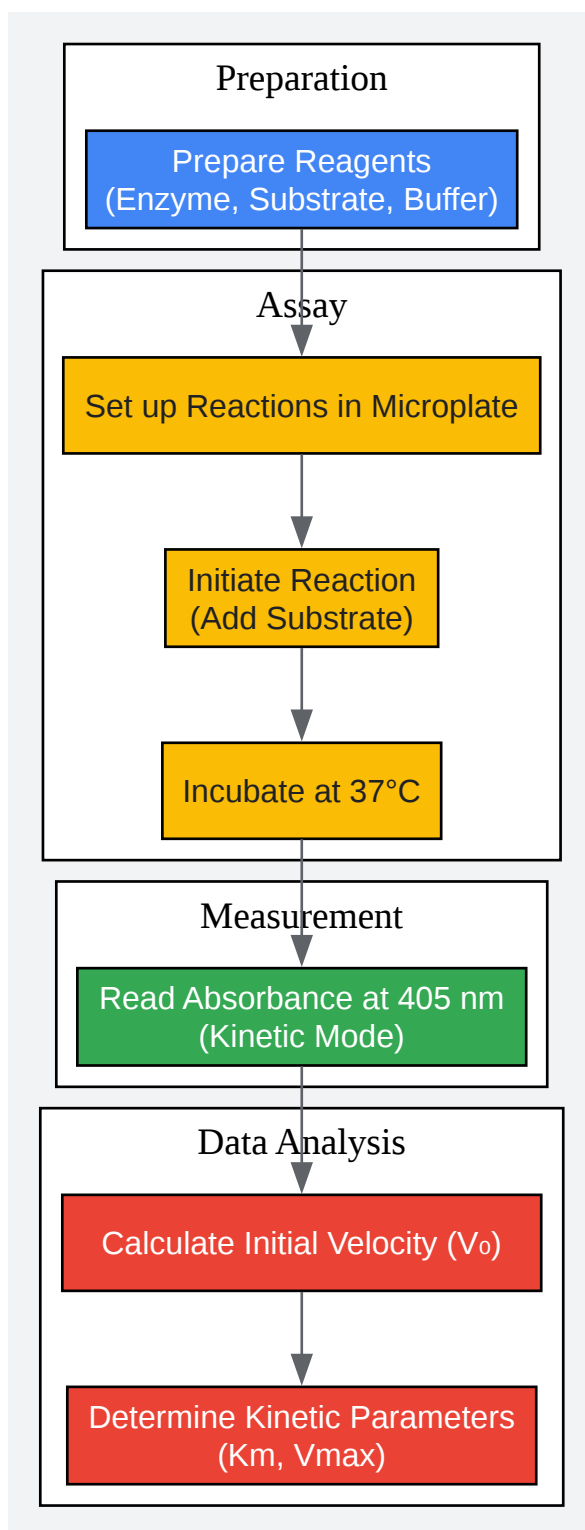 Preparation
Prepare Reagents
(Enzyme, Substrate, Buffer)
Assay
Set up Reactions in Microplate
Initiate Reaction
(Add Substrate)
Incubate at 37°C
Measurement
Read Absorbance at 405 nm
(Kinetic Mode)
Data Analysis
Calculate Initial Velocity (V₀)
Determine Kinetic Parameters
(Km, Vmax)